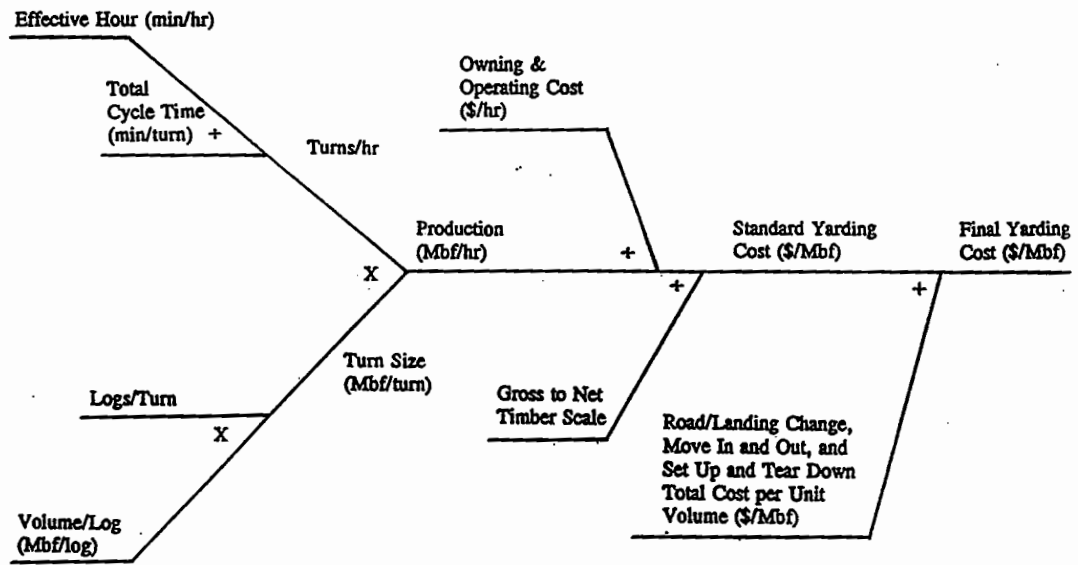 Effective Hour (min/hr)
Total
Cycle Time
(min/turn) +
Turns/hr
Owning &
Operating Cost
($/hr)
Production
(Mbf/hr)
+
+
Standard Yarding
Cost ($/Mbf)
+
Final Yarding
Cost ($/Mbf)
X
Turn Size
(Mbf/turn)
Logs/Turn
X
Volume/Log
(Mbf/log)
Gross to Net
Timber Scale
Road/Landing Change,
Move In and Out, and
Set Up and Tear Down
Total Cost per Unit
Volume ($/Mbf)